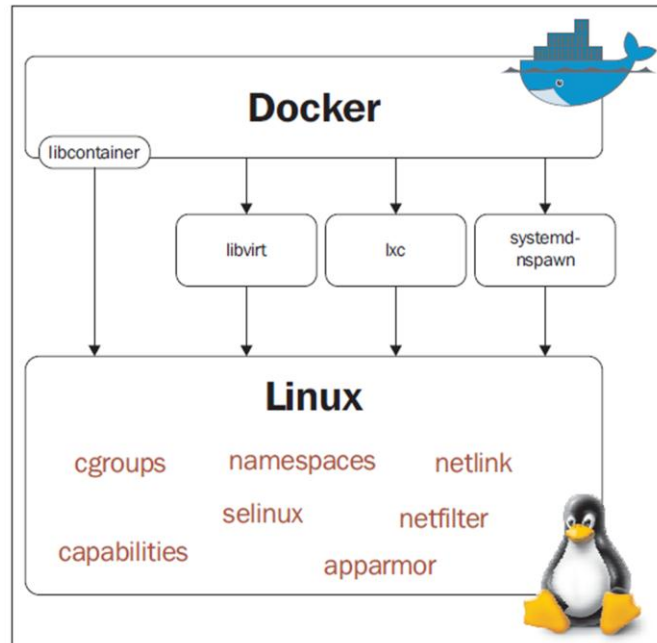 Docker
libcontainer
libvirt
lxc
systemd-
nspawn
Linux
cgroups
namespaces
netlink
selinux
netfilter
capabilities
apparmor